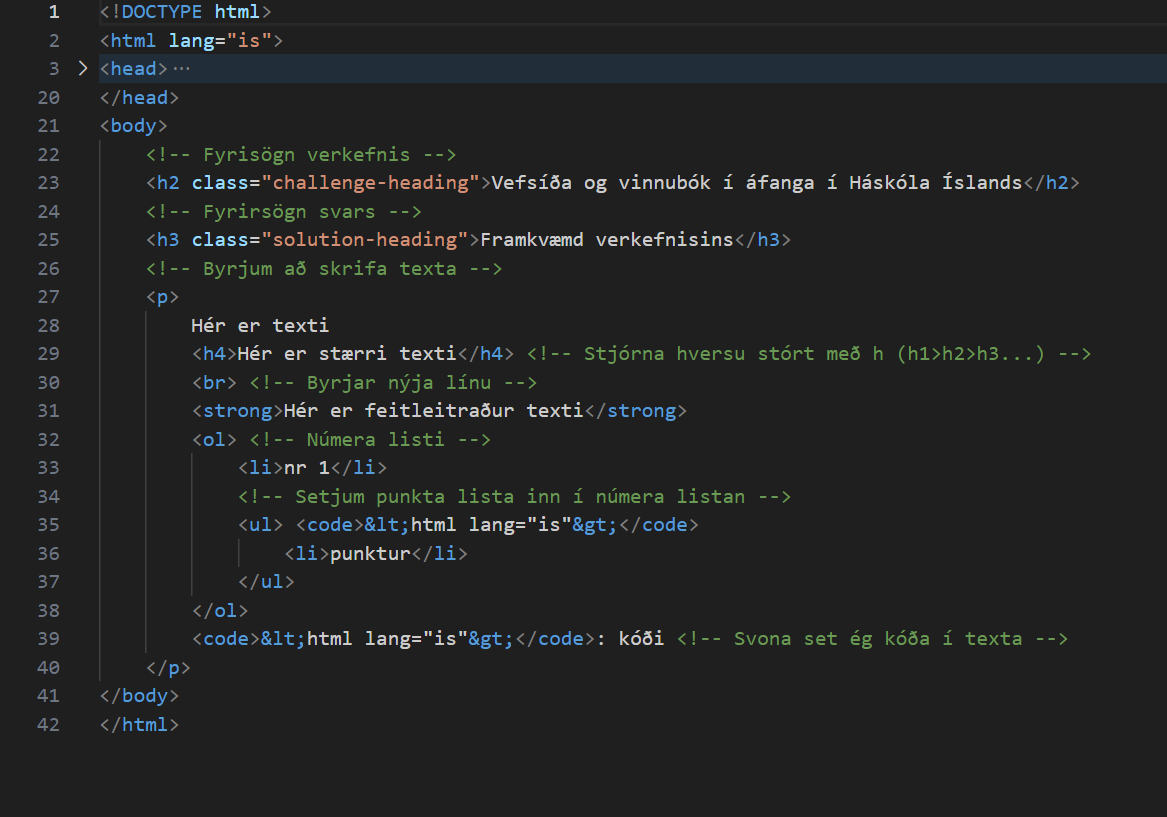 1 <!DOCTYPE html>
2 <html lang="is">
3 > <head>···
20 </head>
21 <body>
22 <!-- Fyrisögn verkefnis -->
23 <h2 class="challenge-heading">Vefsíða og vinnubók í áfanga í Háskóla Íslands</h2>
24 <!-- Fyrirsögn svars -->
25 <h3 class="solution-heading">Framkvæmd verkefnisins</h3>
26 <!-- Byrjum að skrifa texta -->
27 <p>
28 Hér er texti
29 <h4>Hér er stærri texti</h4> <!-- Stjórna hversu stórt með h (h1>h2>h3...) -->
30 <br> <!-- Byrjar nýja línu -->
31 <strong>Hér er feitleitraður texti</strong>
32 <ol> <!-- Númera listi -->
33 <li>nr 1</li>
34 <!-- Setjum punkta lista inn í númera listan -->
35 <ul> <code>&lt;html lang="is"&gt;</code>
36 <li>punktur</li>
37 </ul>
38 </ol>
39 <code>&lt;html lang="is"&gt;</code>: kóði <!-- Svona set ég kóða í texta -->
40 </p>
41 </body>
42 </html>